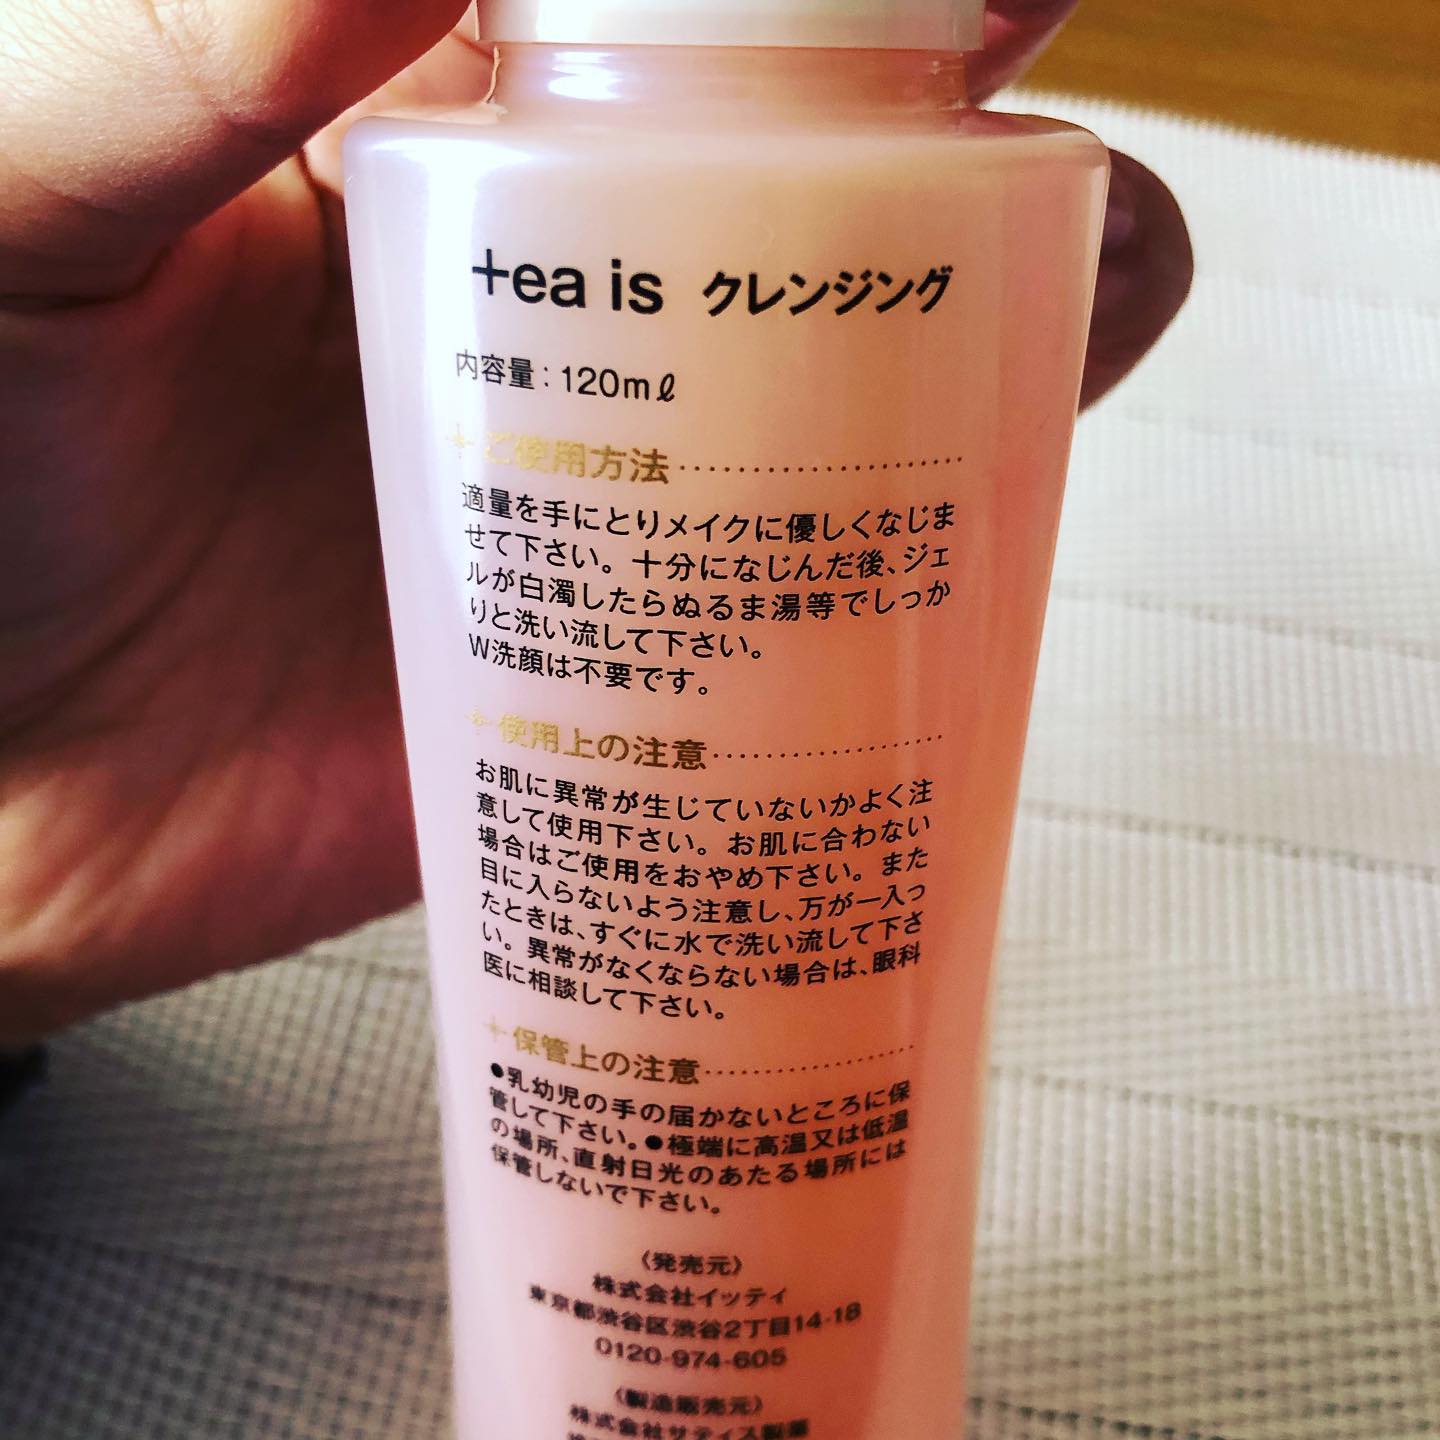 +ea is クレンジング
内容量：120mℓ
ご使用方法
適量を手にとりメイクに優しくなじま
せて下さい。十分になじんだ後、ジェ
ルが白濁したらぬるま湯等でしっか
りと洗い流して下さい。
W洗顔は不要です。
使用上の注意
お肌に異常が生じていないかよく注
意して使用下さい。お肌に合わない
場合はご使用をおやめ下さい。また
目に入らないよう注意し、万が一入っ
たときは、すぐに水で洗い流して下さ
い。異常がなくならない場合は、眼科
医に相談して下さい。
保管上の注意
●乳幼児の手の届かないところに保
管して下さい。●極端に高温又は低温
の場所、直射日光のあたる場所には
保管しないで下さい。
〈発売元〉
株式会社イッティ
東京都渋谷区渋谷2丁目14-18
0120-974-605
〈製造販売元〉
株式会社サティス製薬